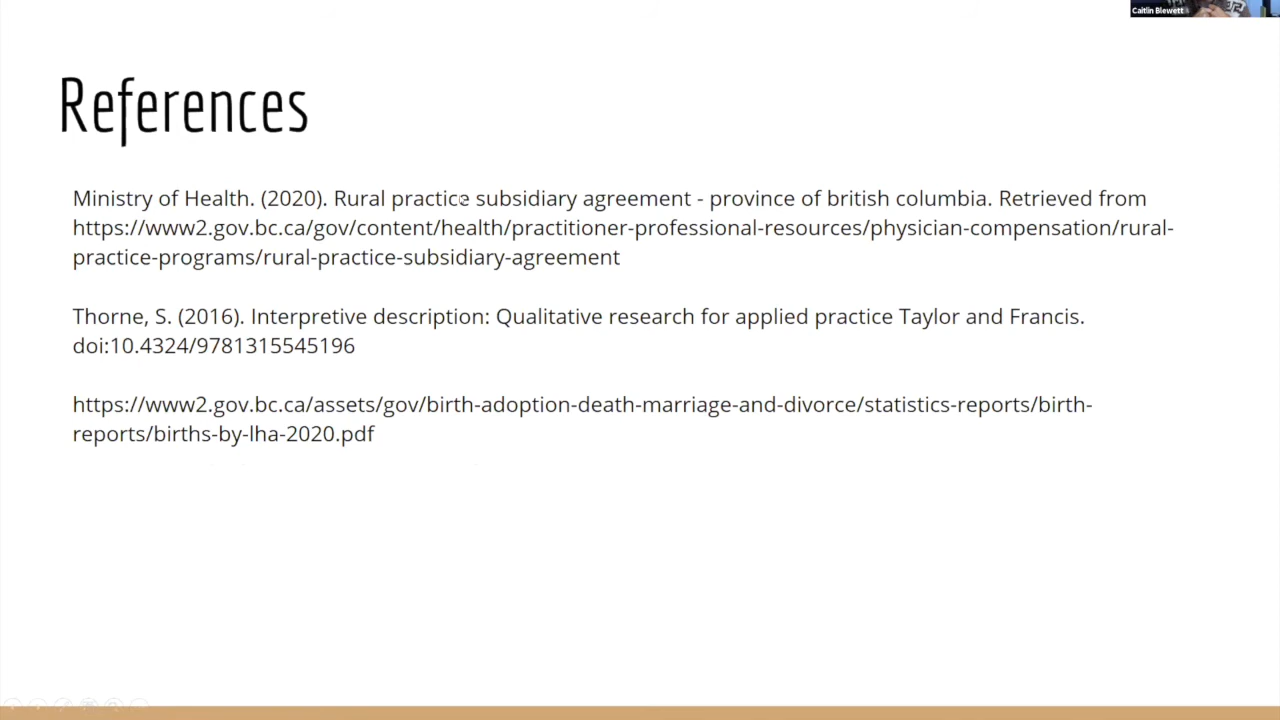 Caitlin Blewett
References
Ministry of Health. (2020). Rural practice subsidiary agreement - province of british columbia. Retrieved from
https://www2.gov.bc.ca/gov/content/health/practitioner-professional-resources/physician-compensation/rural-
practice-programs/rural-practice-subsidiary-agreement
Thorne, S. (2016). Interpretive description: Qualitative research for applied practice Taylor and Francis.
doi:10.4324/9781315545196
https://www2.gov.bc.ca/assets/gov/birth-adoption-death-marriage-and-divorce/statistics-reports/birth-
reports/births-by-lha-2020.pdf